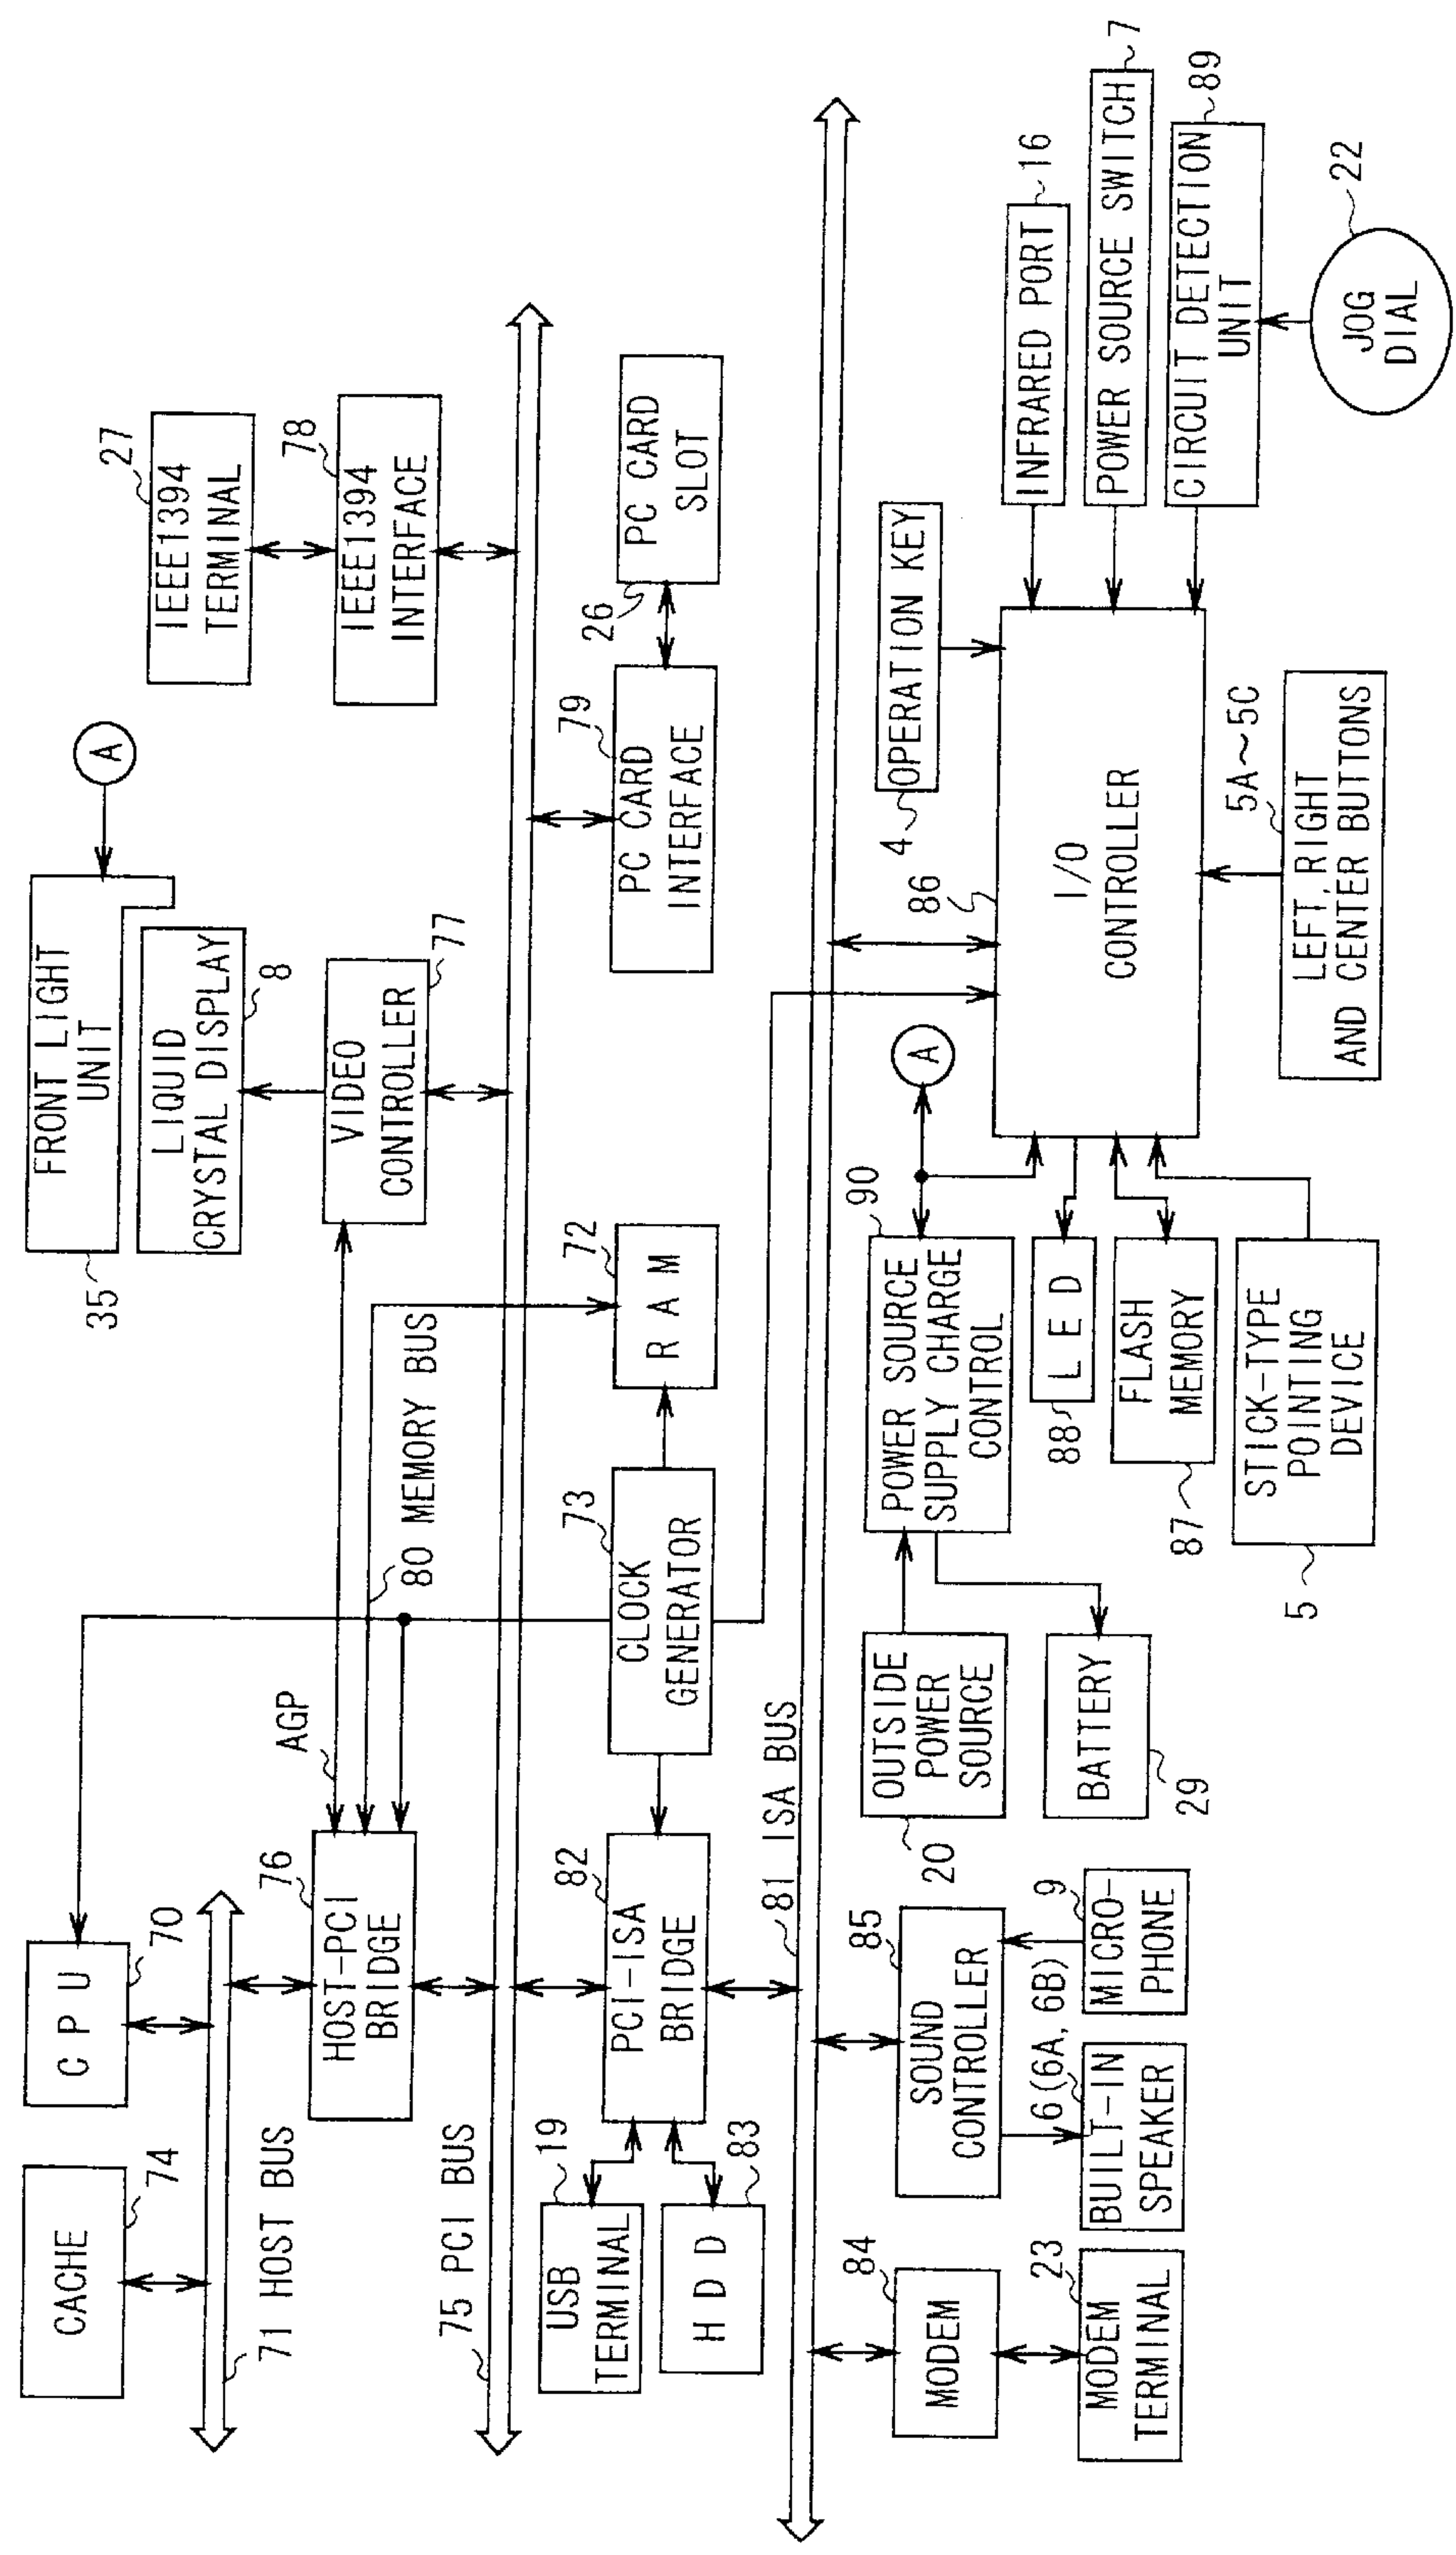 CACHE
74
C P U
70
71 HOST BUS
FRONT LIGHT
UNIT
35
A
LIQUID
CRYSTAL DISPLAY
8
IEEE1394
TERMINAL
27
HOST-PCI
BRIDGE
76
AGP
80 MEMORY BUS
VIDEO
CONTROLLER
77
IEEE1394
INTERFACE
78
75 PCI BUS
USB
TERMINAL
19
H D D
83
PCI-ISA
BRIDGE
82
CLOCK
GENERATOR
73
R A M
72
PC CARD
INTERFACE
79
PC CARD
SLOT
26
81 ISA BUS
MODEM
84
MODEM
TERMINAL
23
SOUND
CONTROLLER
85
BUILT-IN
SPEAKER
6 (6A, 6B)
MICRO-
PHONE
9
OUTSIDE
POWER
SOURCE
20
BATTERY
29
POWER SOURCE
SUPPLY CHARGE
CONTROL
90
A
L E D
88
FLASH
MEMORY
87
STICK-TYPE
POINTING
DEVICE
5
I/O
CONTROLLER
86
OPERATION KEY
4
LEFT, RIGHT
AND CENTER BUTTONS
5A~5C
INFRARED PORT
16
POWER SOURCE SWITCH
7
CIRCUIT DETECTION
UNIT
89
JOG
DIAL
22